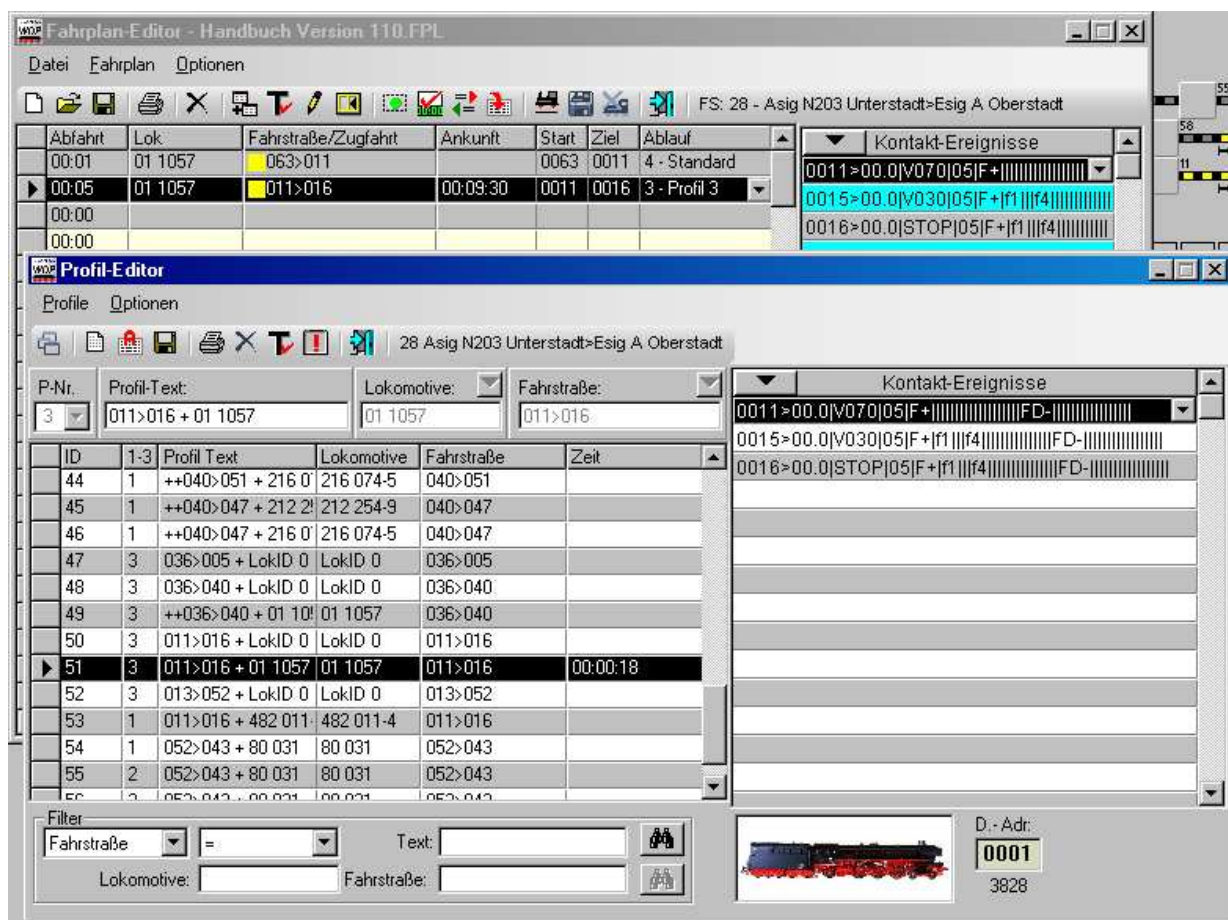 Fahrplan-Editor - Handbuch Version 110.FPL
Datei Fahrplan Optionen
FS: 28 - Asig N203 Unterstadt>Esig A Oberstadt
Abfahrt Lok Fahrstraße/Zugfahrt Ankunft Start Ziel Ablauf
00:01 01 1057 063>011 0063 0011 4 - Standard
00:05 01 1057 011>016 00:09:30 0011 0016 3 - Profil 3
00:00
00:00
Kontakt-Ereignisse
0011>00.0|V070|05|F+||||||||||||||||
0015>00.0|V030|05|F+|f1|||f4|||||||||||
0016>00.0|STOP|05|F+|f1|||f4|||||||||||
55
58
11
Profil-Editor
Profile Optionen
28 Asig N203 Unterstadt>Esig A Oberstadt
P-Nr. Profil-Text: Lokomotive: Fahrstraße:
3 011>016 + 01 1057 01 1057 011>016
ID 1-3 Profil Text Lokomotive Fahrstraße Zeit
44 1 ++040>051 + 216 0 216 074-5 040>051
45 1 ++040>047 + 212 2 212 254-9 040>047
46 1 ++040>047 + 216 0 216 074-5 040>047
47 3 036>005 + LokID 0 LokID 0 036>005
48 3 036>040 + LokID 0 LokID 0 036>040
49 3 ++036>040 + 01 10 01 1057 036>040
50 3 011>016 + LokID 0 LokID 0 011>016
51 3 011>016 + 01 1057 01 1057 011>016 00:00:18
52 3 013>052 + LokID 0 LokID 0 013>052
53 1 011>016 + 482 011- 482 011-4 011>016
54 1 052>043 + 80 031 80 031 052>043
55 2 052>043 + 80 031 80 031 052>043
Kontakt-Ereignisse
0011>00.0|V070|05|F+||||||||||||||||||FD-||||||||||||||||
0015>00.0|V030|05|F+|f1|||f4||||||||||||||FD-||||||||||||||||
0016>00.0|STOP|05|F+|f1|||f4||||||||||||||FD-||||||||||||||||
Filter
Fahrstraße = Text:
Lokomotive: Fahrstraße:
D.- Adr:
0001
3828